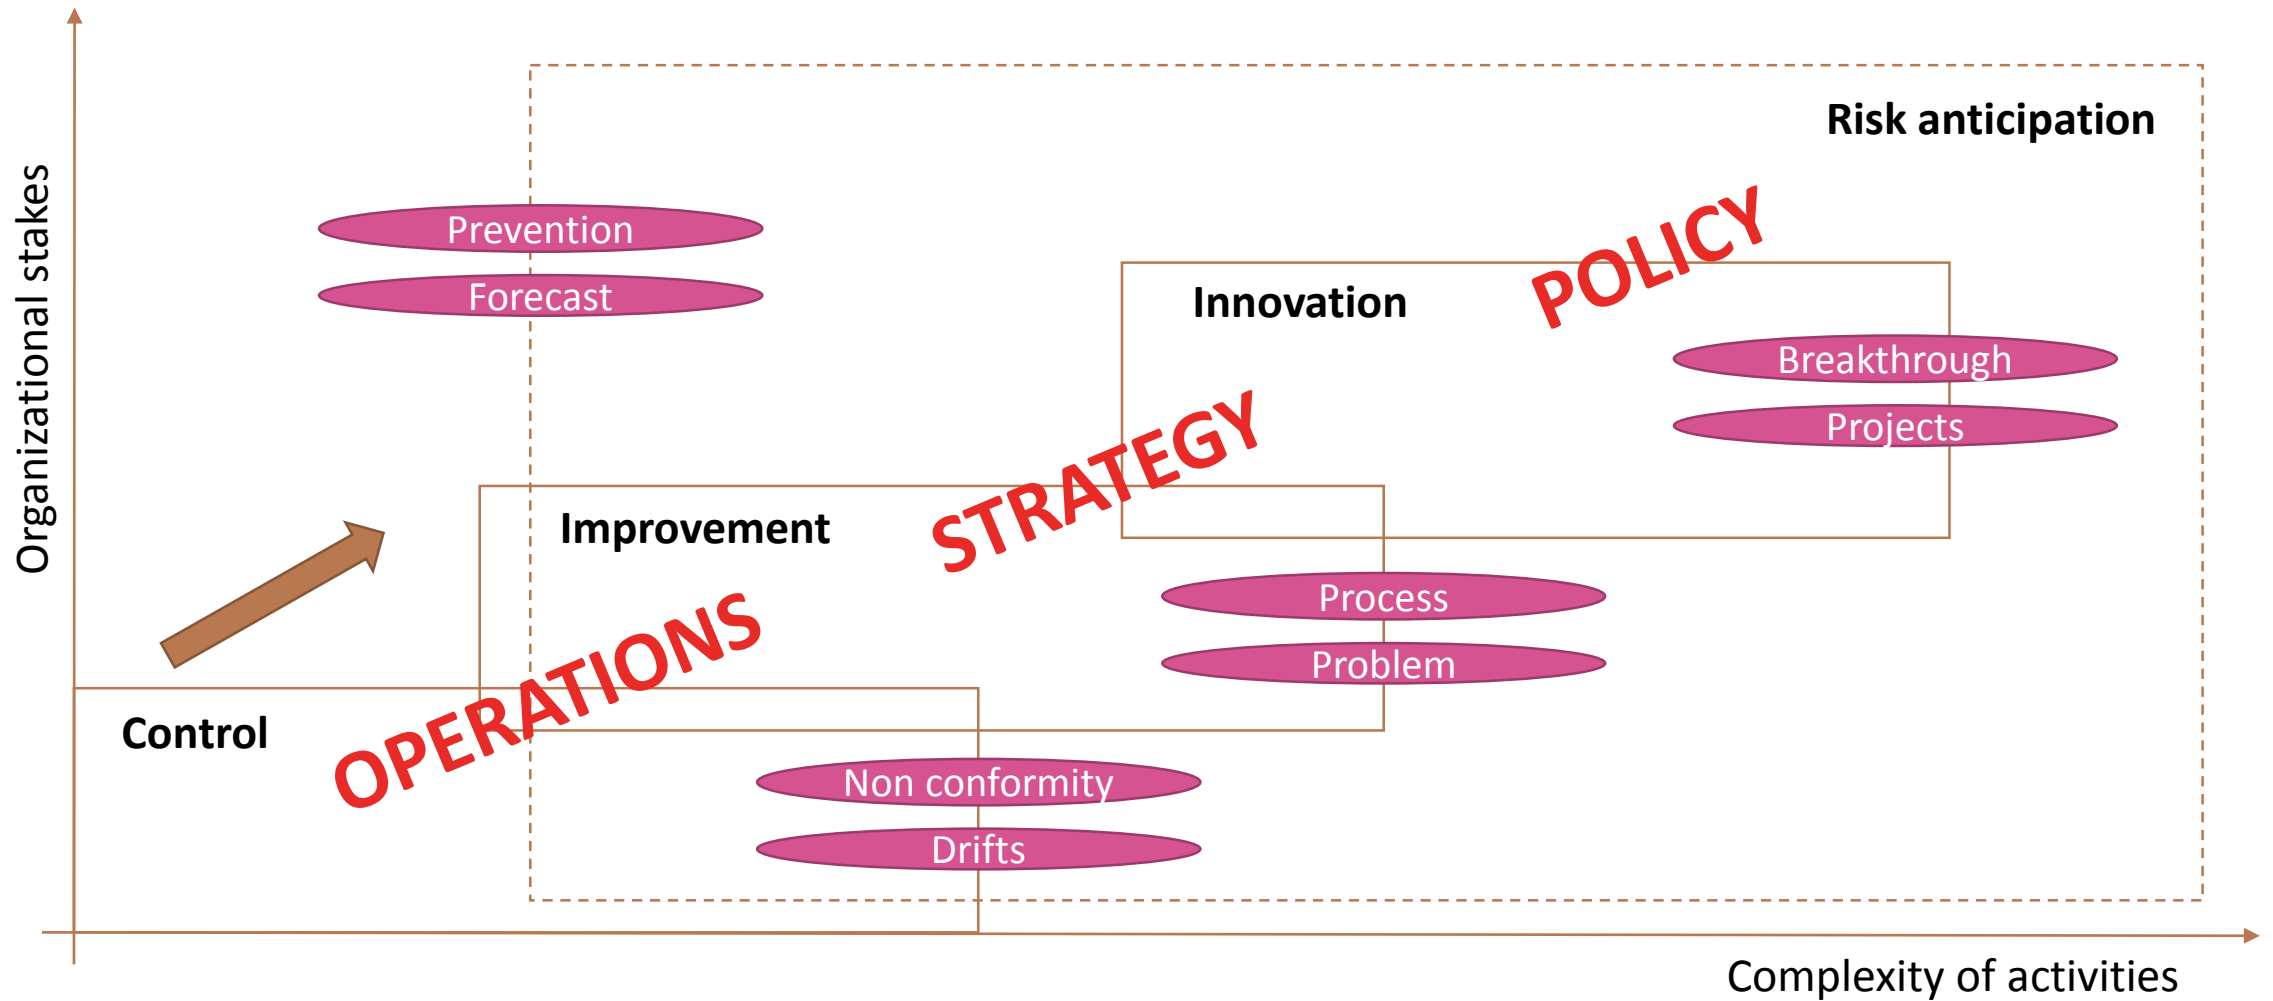 Organizational stakes
Risk anticipation
Prevention
Forecast
POLICY
Innovation
Breakthrough
Projects
STRATEGY
Improvement
Process
Problem
OPERATIONS
Control
Non conformity
Drifts
Complexity of activities